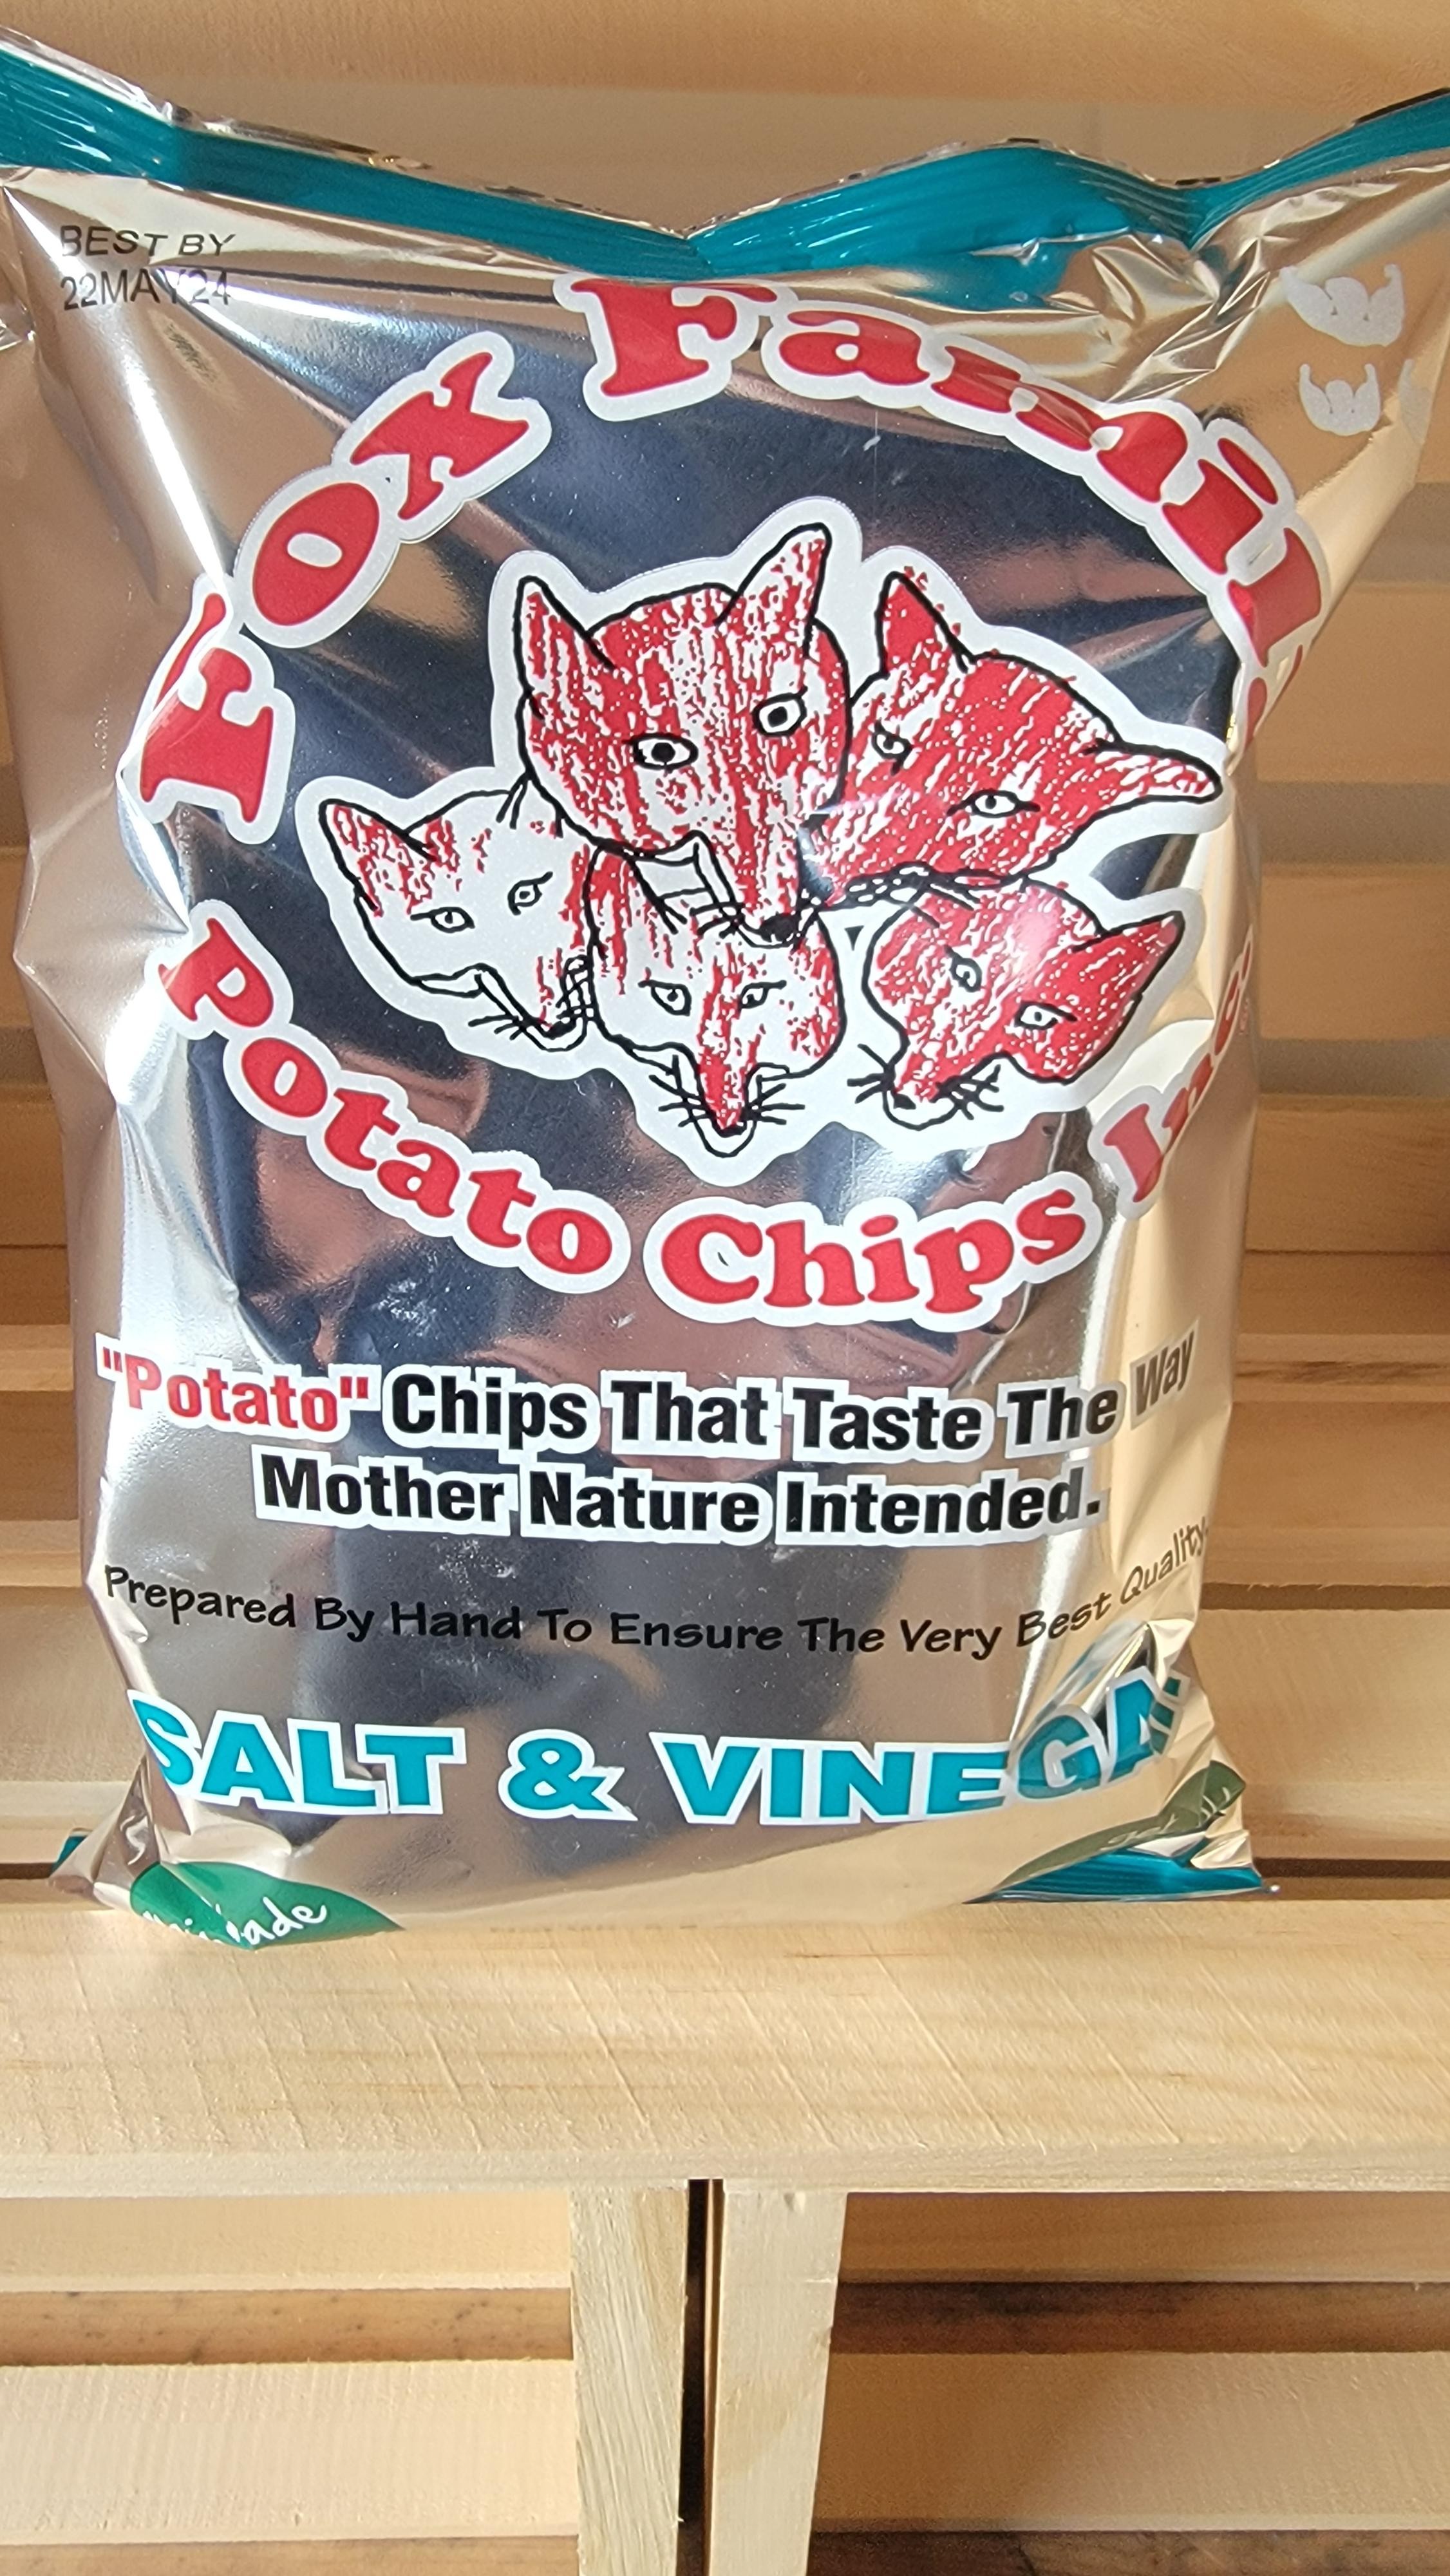 BEST BY
22MAY24
Fox Famil
Potato Chips Inc.
"Potato" Chips That Taste The Way
Mother Nature Intended.
Prepared By Hand To Ensure The Very Best Quality.
SALT & VINEGA